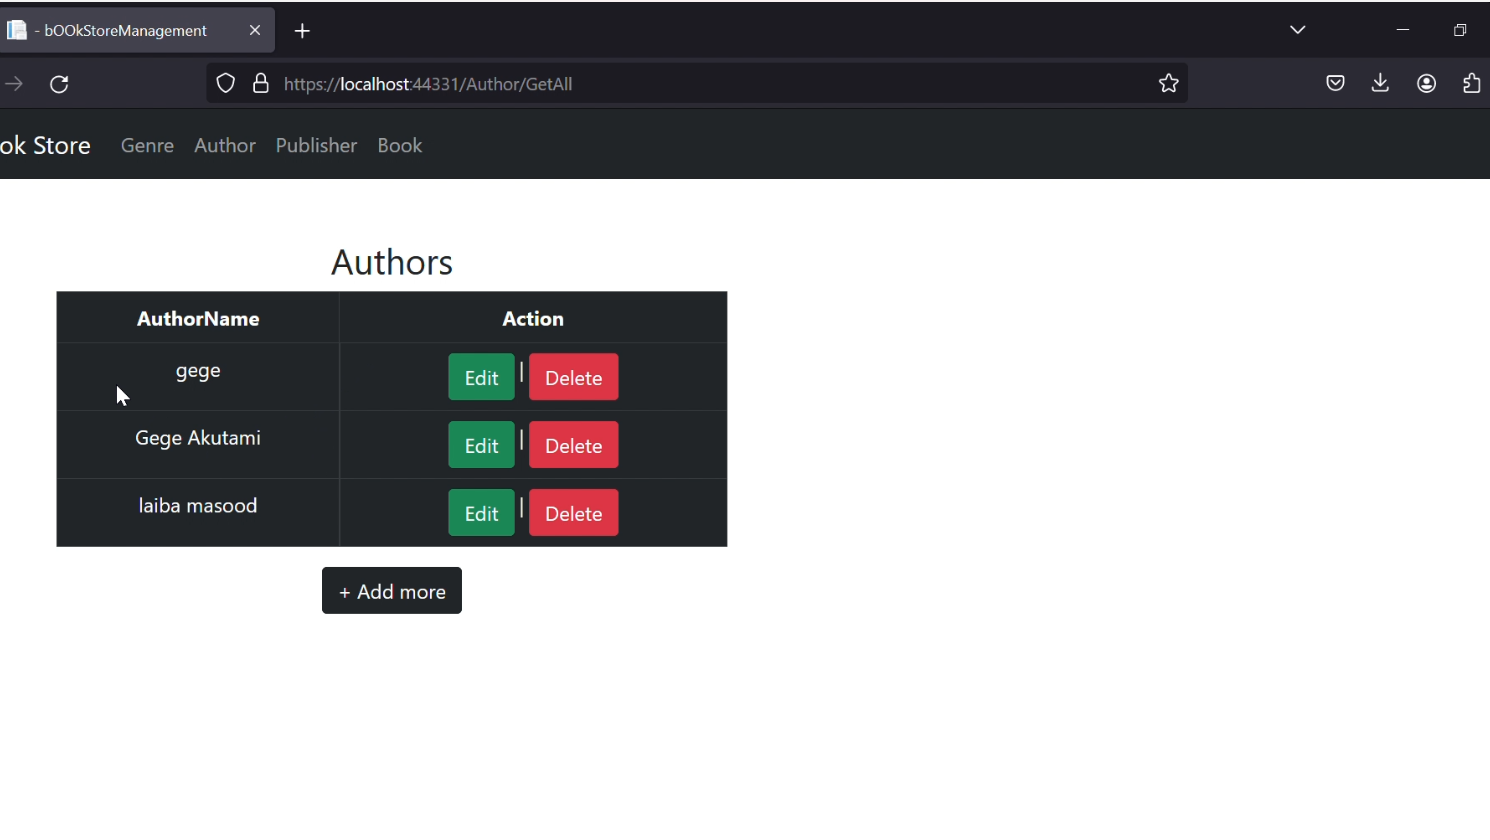 - bOOkStoreManagement
https://localhost:44331/Author/GetAll
ok Store Genre Author Publisher Book
Authors
AuthorName Action
gege Edit | Delete
Gege Akutami Edit | Delete
laiba masood Edit | Delete
+ Add more